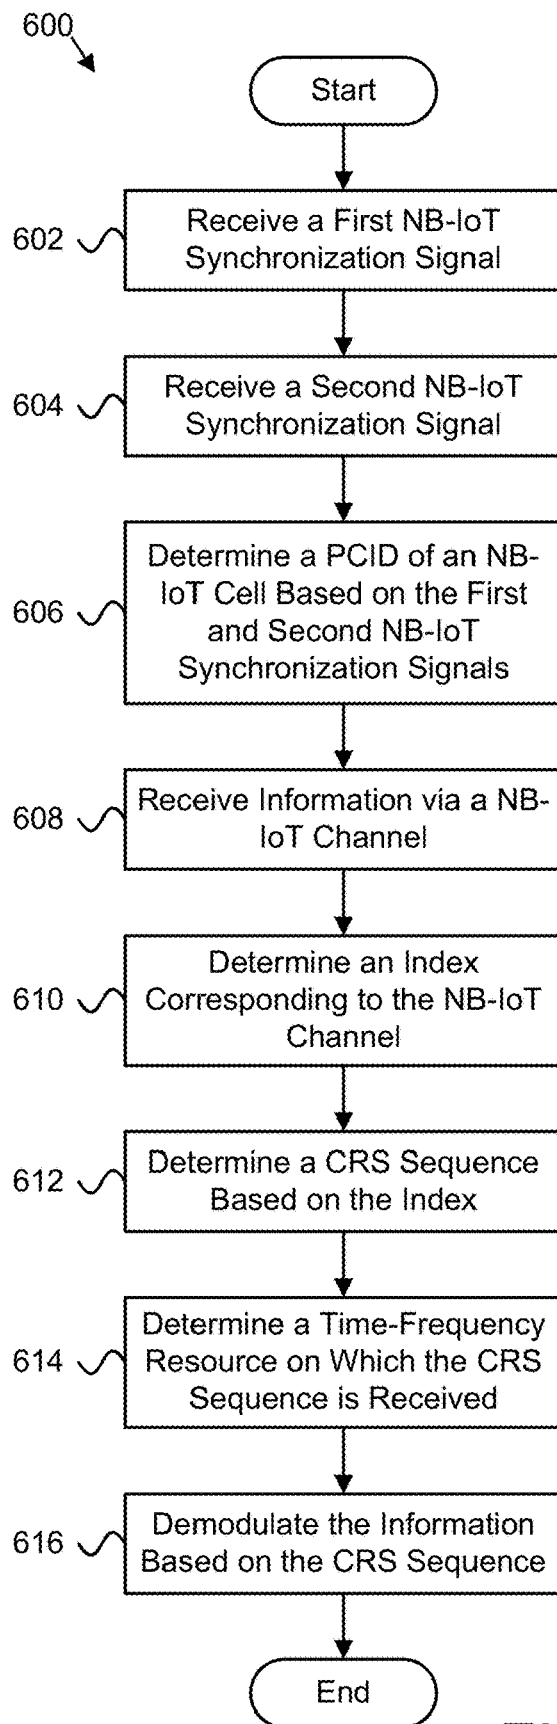 600
Start
602
Receive a First NB-IoT
Synchronization Signal
604
Receive a Second NB-IoT
Synchronization Signal
606
Determine a PCID of an NB-
IoT Cell Based on the First
and Second NB-IoT
Synchronization Signals
608
Receive Information via a NB-
IoT Channel
610
Determine an Index
Corresponding to the NB-IoT
Channel
612
Determine a CRS Sequence
Based on the Index
614
Determine a Time-Frequency
Resource on Which the CRS
Sequence is Received
616
Demodulate the Information
Based on the CRS Sequence
End